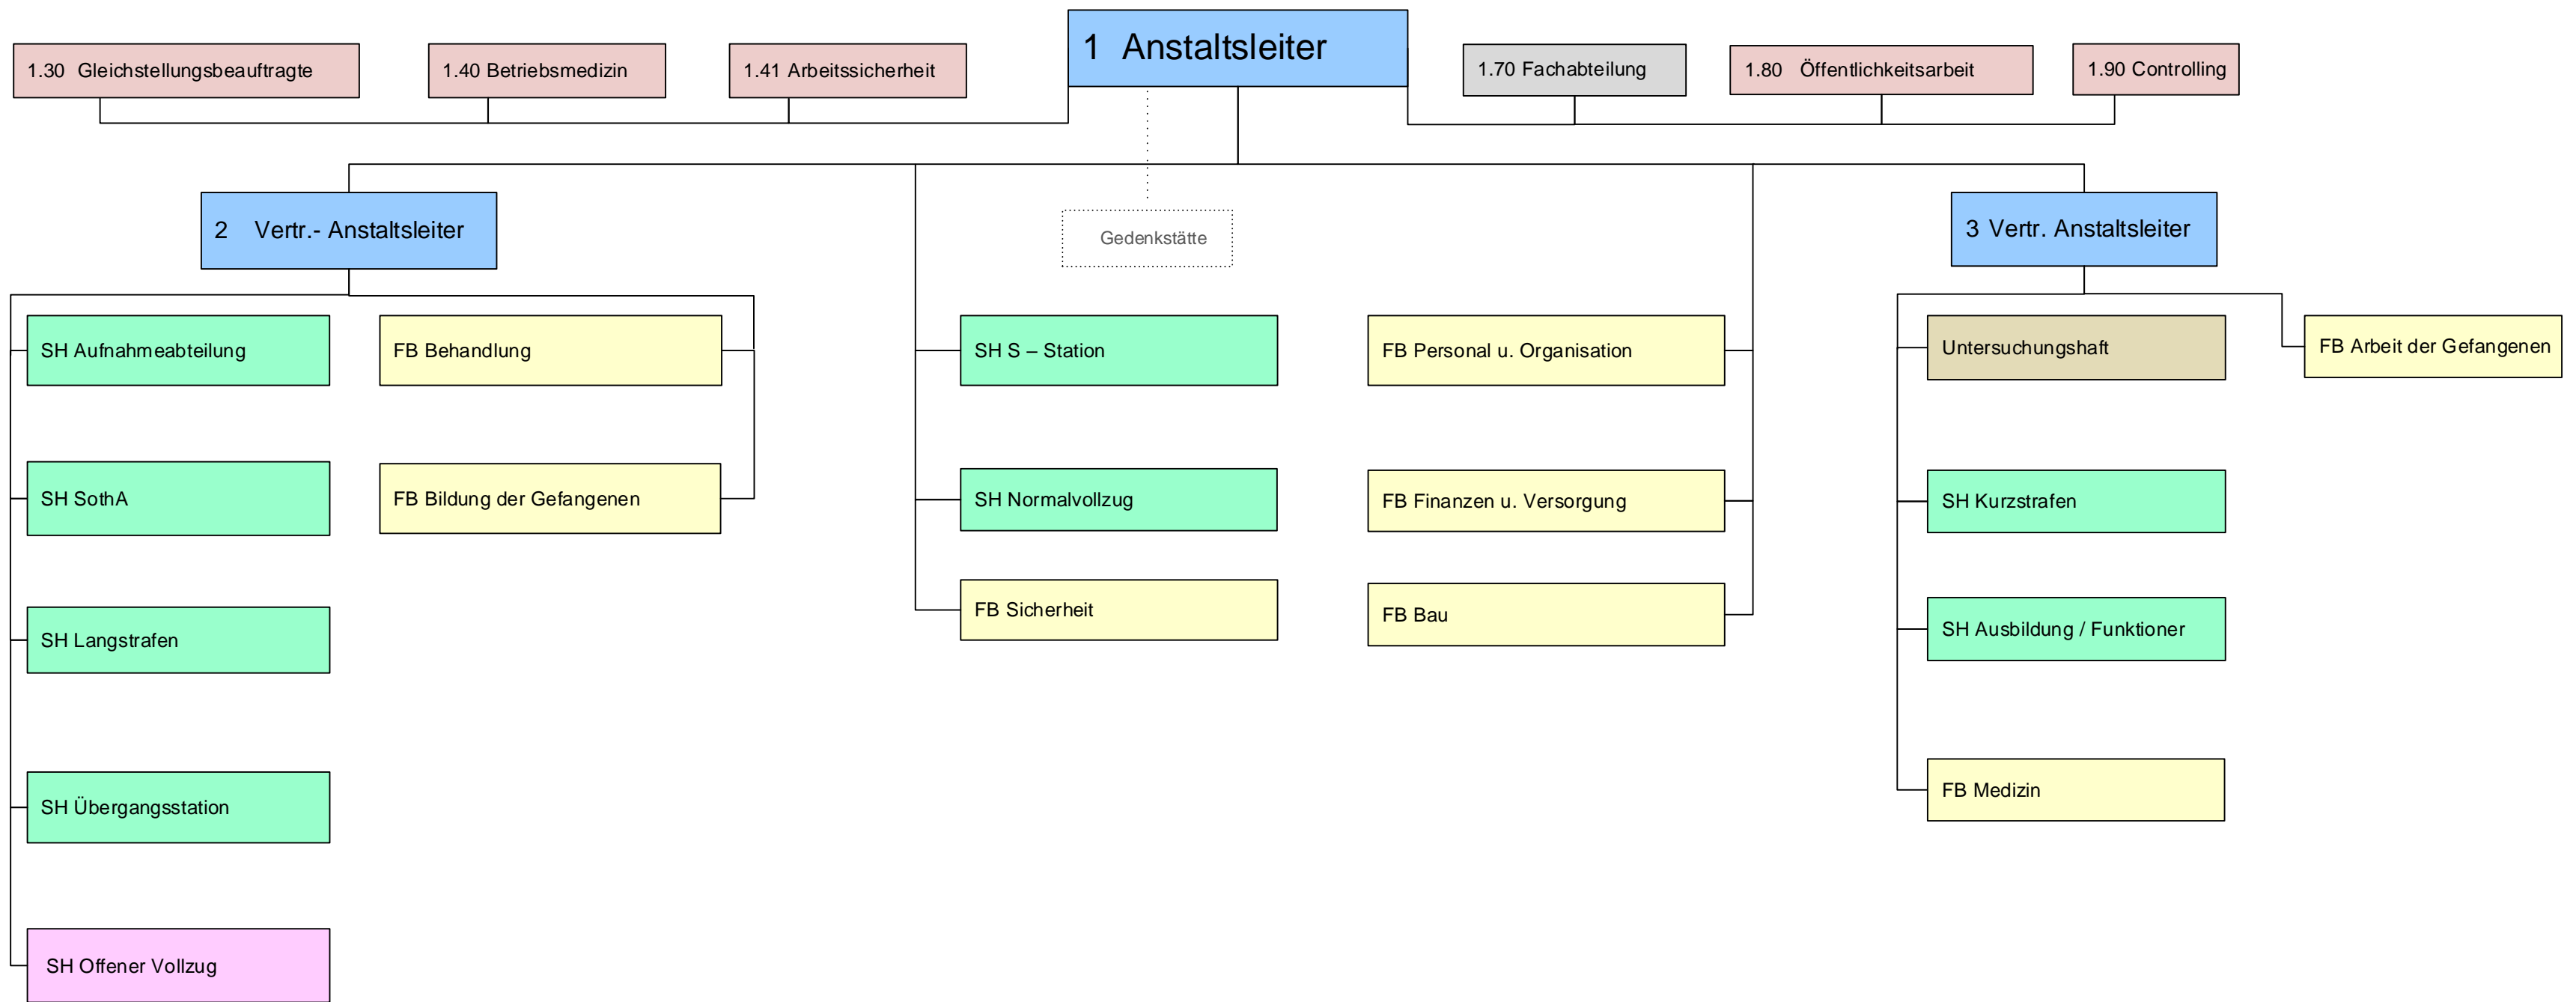 1 Anstaltsleiter
1.30 Gleichstellungsbeauftragte
1.40 Betriebsmedizin
1.41 Arbeitssicherheit
1.70 Fachabteilung
1.80 Öffentlichkeitsarbeit
1.90 Controlling
2 Vertr.- Anstaltsleiter
Gedenkstätte
3 Vertr. Anstaltsleiter
SH Aufnahmeabteilung
FB Behandlung
SH S – Station
FB Personal u. Organisation
Untersuchungshaft
FB Arbeit der Gefangenen
SH SothA
FB Bildung der Gefangenen
SH Normalvollzug
FB Finanzen u. Versorgung
SH Kurzstrafen
SH Langstrafen
FB Sicherheit
FB Bau
SH Ausbildung / Funktioner
SH Übergangsstation
FB Medizin
SH Offener Vollzug